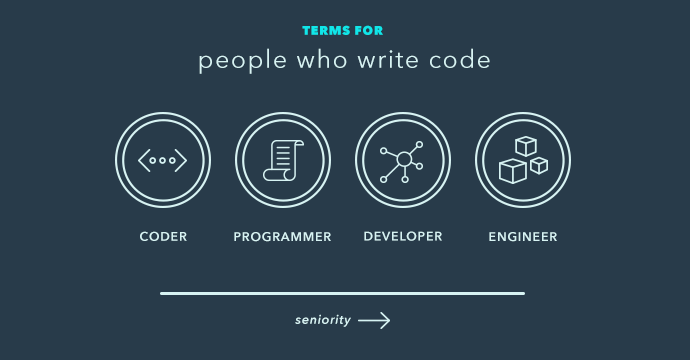 TERMS FOR
people who write code
CODER PROGRAMMER DEVELOPER ENGINEER
seniority